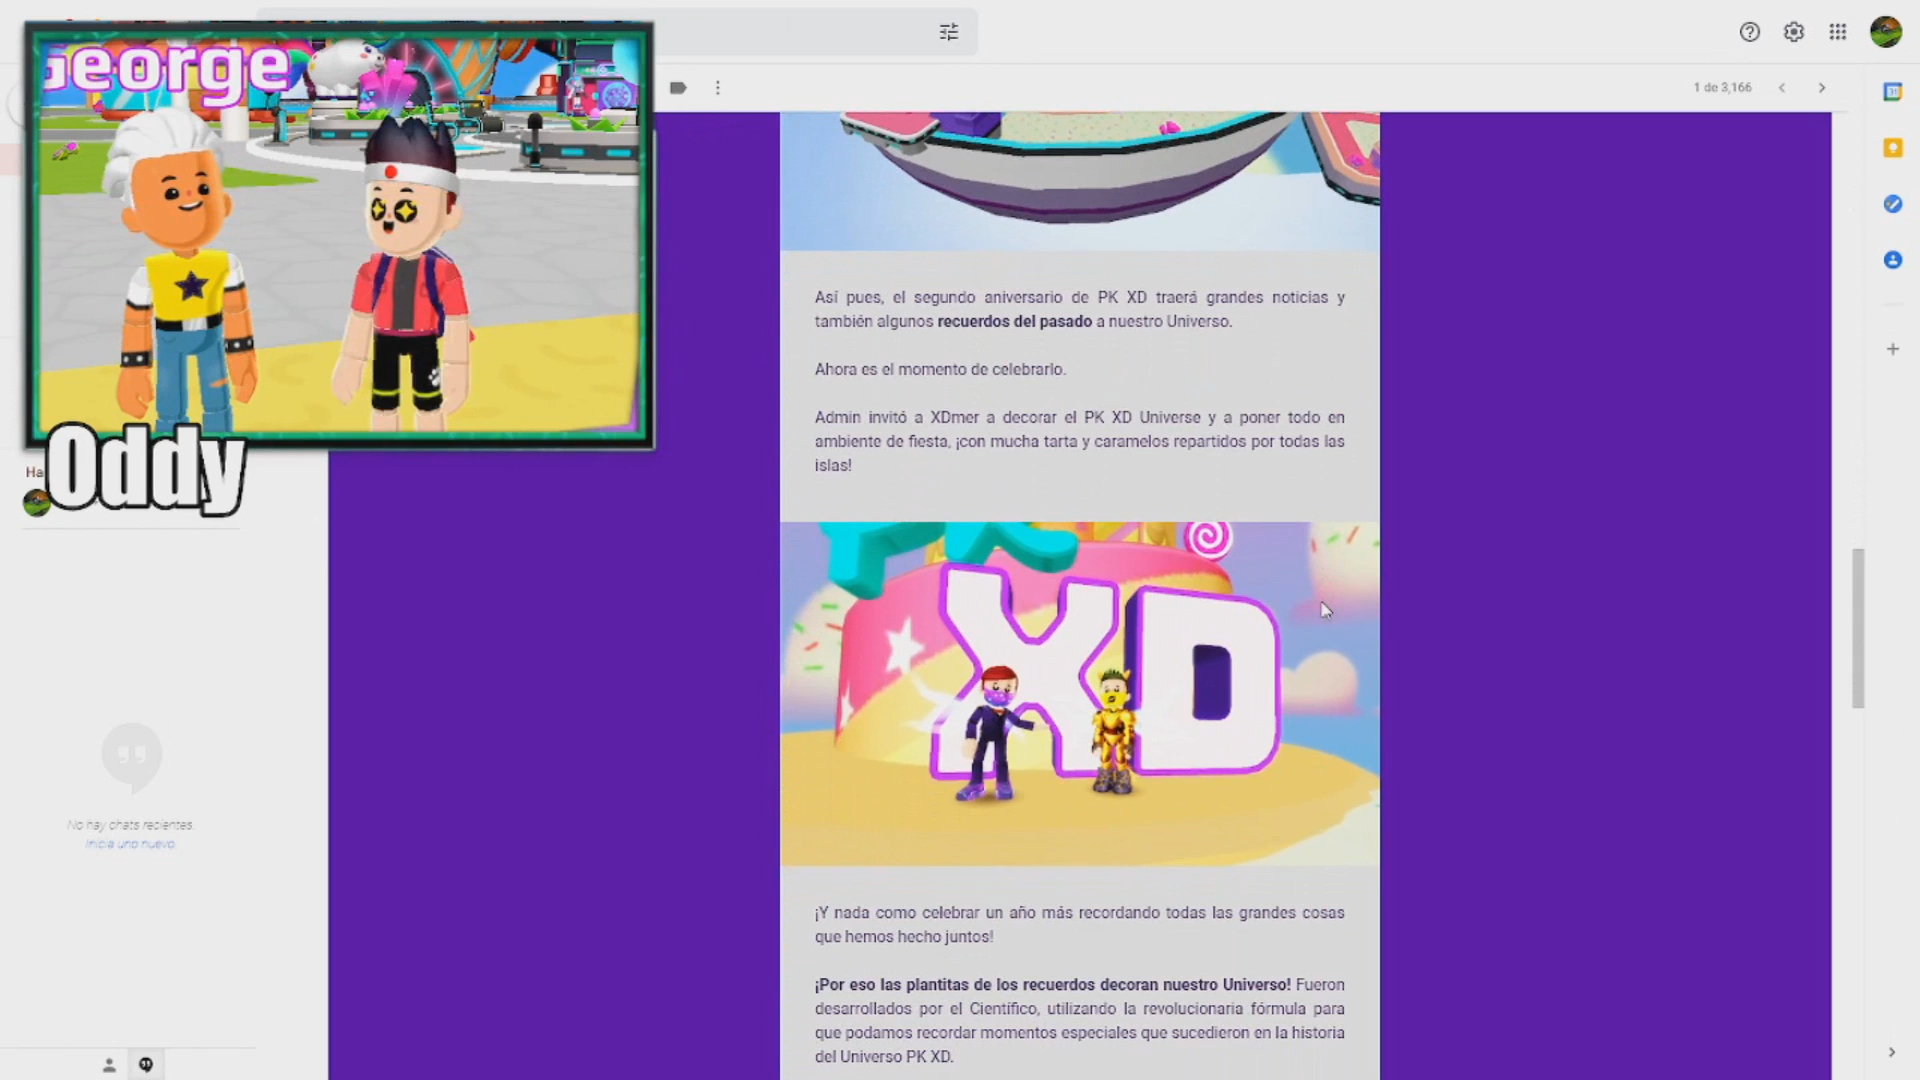 George
Oddy
Ha
1 de 3,166
Así pues, el segundo aniversario de PK XD traerá grandes noticias y
también algunos recuerdos del pasado a nuestro Universo.
Ahora es el momento de celebrarlo.
Admin invitó a XDmer a decorar el PK XD Universe y a poner todo en
ambiente de fiesta, ¡con mucha tarta y caramelos repartidos por todas las
islas!
PK
XD
¡Y nada como celebrar un año más recordando todas las grandes cosas
que hemos hecho juntos!
¡Por eso las plantitas de los recuerdos decoran nuestro Universo! Fueron
desarrollados por el Científico, utilizando la revolucionaria fórmula para
que podamos recordar momentos especiales que sucedieron en la historia
del Universo PK XD.
No hay chats recientes.
Inicia uno nuevo.